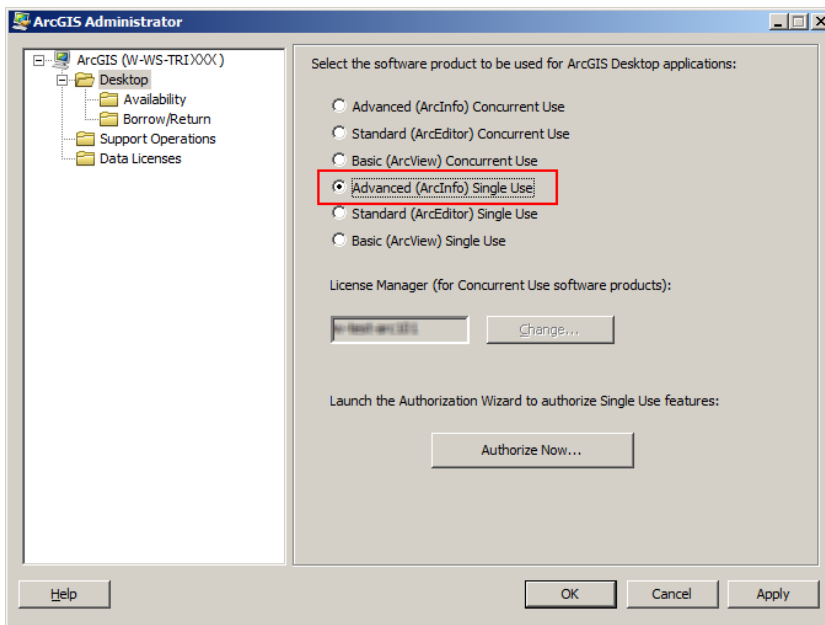 ArcGIS Administrator
ArcGIS (W-WS-TRIXXX)
Desktop
Availability
Borrow/Return
Support Operations
Data Licenses
Select the software product to be used for ArcGIS Desktop applications:
Advanced (ArcInfo) Concurrent Use
Standard (ArcEditor) Concurrent Use
Basic (ArcView) Concurrent Use
Advanced (ArcInfo) Single Use
Standard (ArcEditor) Single Use
Basic (ArcView) Single Use
License Manager (for Concurrent Use software products):
Change...
Launch the Authorization Wizard to authorize Single Use features:
Authorize Now...
Help
OK Cancel Apply